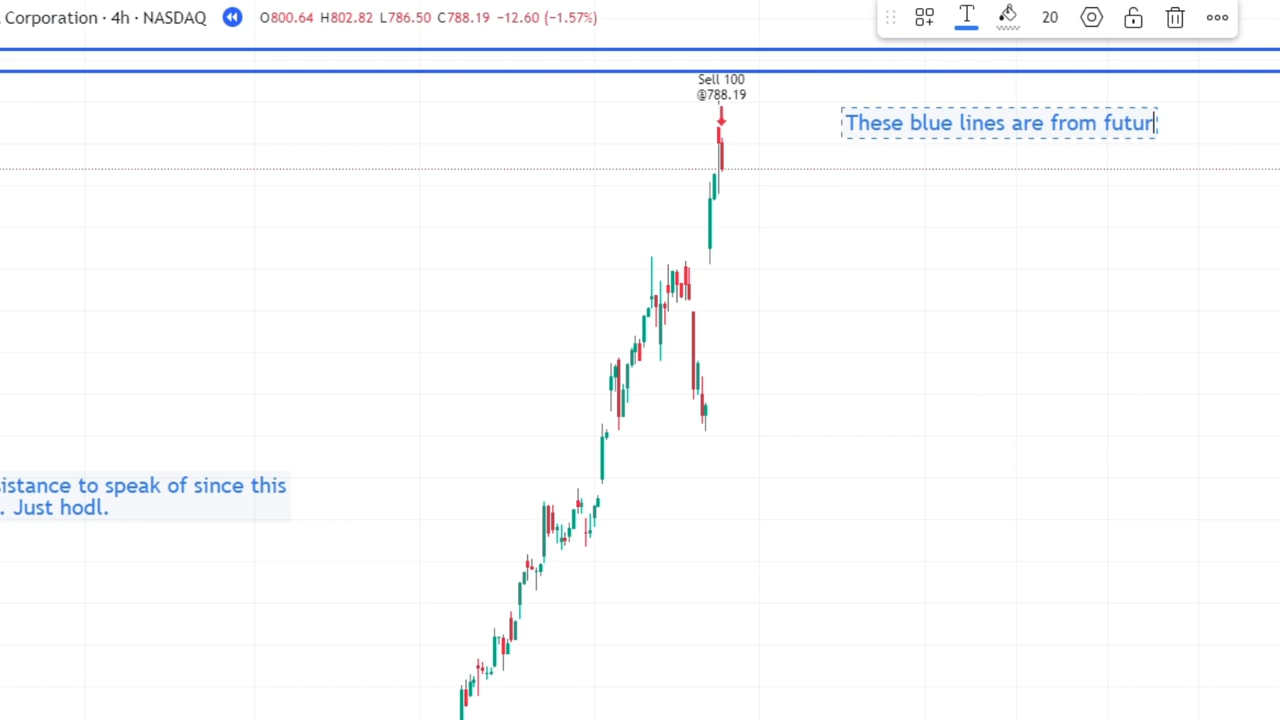 Corporation · 4h · NASDAQ O800.64 H802.82 L786.50 C788.19 −12.60 (−1.57%)
20
Sell 100
@788.19
These blue lines are from futur
istance to speak of since this
. Just hodl.